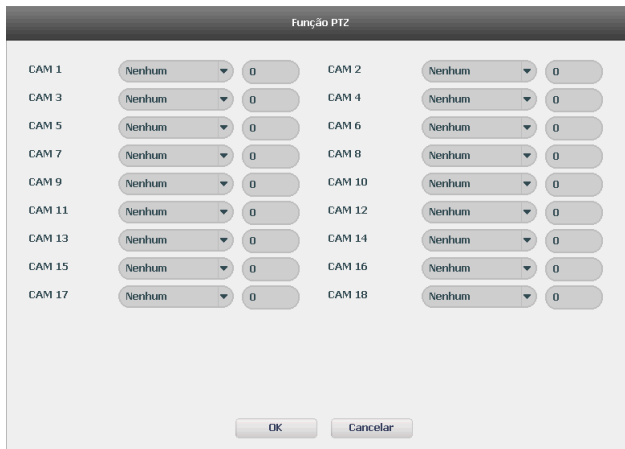 Função PTZ
CAM 1 Nenhum 0 CAM 2 Nenhum 0
CAM 3 Nenhum 0 CAM 4 Nenhum 0
CAM 5 Nenhum 0 CAM 6 Nenhum 0
CAM 7 Nenhum 0 CAM 8 Nenhum 0
CAM 9 Nenhum 0 CAM 10 Nenhum 0
CAM 11 Nenhum 0 CAM 12 Nenhum 0
CAM 13 Nenhum 0 CAM 14 Nenhum 0
CAM 15 Nenhum 0 CAM 16 Nenhum 0
CAM 17 Nenhum 0 CAM 18 Nenhum 0
OK Cancelar